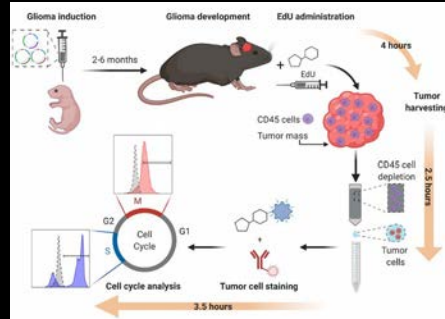 Glioma induction
Glioma development
EdU administration
2-6 months
+
EdU
4 hours
Tumor
harvesting
CD45 cells
Tumor mass
CD45 cell
depletion
2.5 hours
Tumor
cells
M
G2
G1
S
Cell
Cycle
+
Cell cycle analysis
Tumor cell staining
3.5 hours